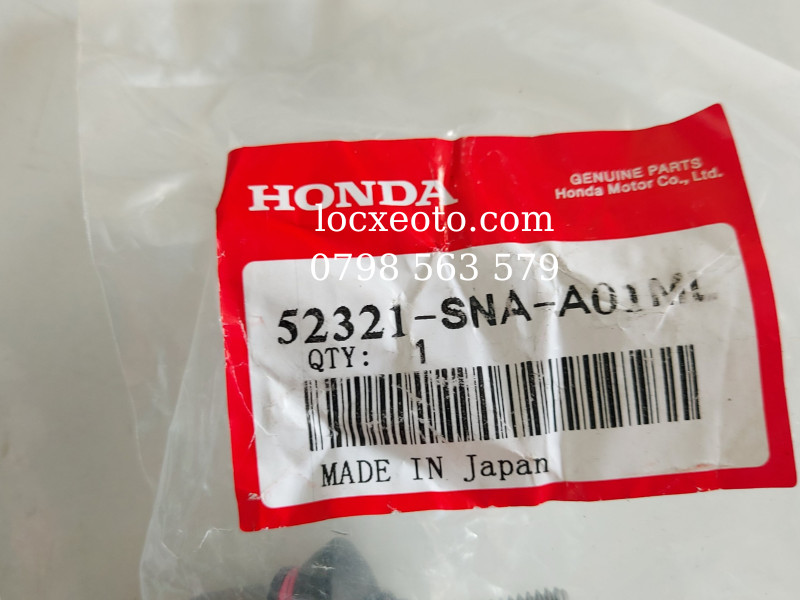 HONDA
GENUINE PARTS
Honda Motor Co., Ltd.
locxeoto.com
0798 563 579
52321-SNA-A01
QTY: 1
MADE IN Japan